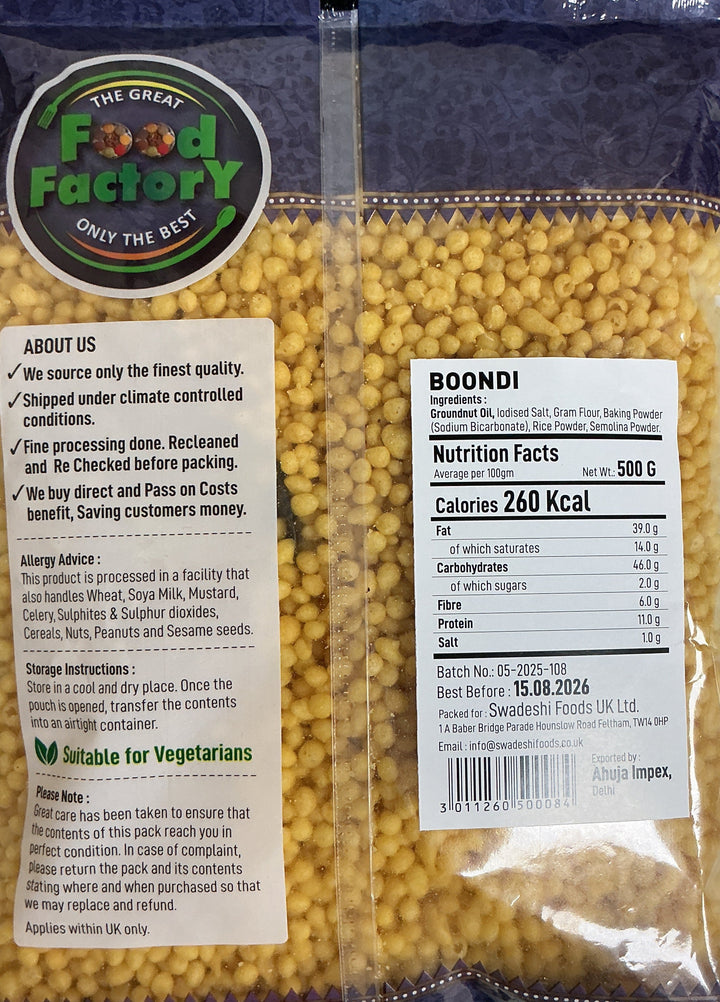 THE GREAT
Food
FactorY
ONLY THE BEST
ABOUT US
✓We source only the finest quality.
✓Shipped under climate controlled
conditions.
✓Fine processing done. Recleaned
and Re Checked before packing.
✓We buy direct and Pass on Costs
benefit, Saving customers money.
Allergy Advice :
This product is processed in a facility that
also handles Wheat, Soya Milk, Mustard,
Celery, Sulphites & Sulphur dioxides,
Cereals, Nuts, Peanuts and Sesame seeds.
Storage Instructions :
Store in a cool and dry place. Once the
pouch is opened, transfer the contents
into an airtight container.
Suitable for Vegetarians
Please Note :
Great care has been taken to ensure that
the contents of this pack reach you in
perfect condition. In case of complaint,
please return the pack and its contents
stating where and when purchased so that
we may replace and refund.
Applies within UK only.
BOONDI
Ingredients :
Groundnut Oil, Iodised Salt, Gram Flour, Baking Powder
(Sodium Bicarbonate), Rice Powder, Semolina Powder.
Nutrition Facts
Average per 100gm Net Wt.: 500 G
Calories 260 Kcal
Fat 39.0 g
of which saturates 14.0 g
Carbohydrates 46.0 g
of which sugars 2.0 g
Fibre 6.0 g
Protein 11.0 g
Salt 1.0 g
Batch No.: 05-2025-108
Best Before : 15.08.2026
Packed for : Swadeshi Foods UK Ltd.
1 A Baber Bridge Parade Hounslow Road Feltham, TW14 0HP
Email : info@swadeshifoods.co.uk
Exported by :
Ahuja Impex,
Delhi
3 011260 500084